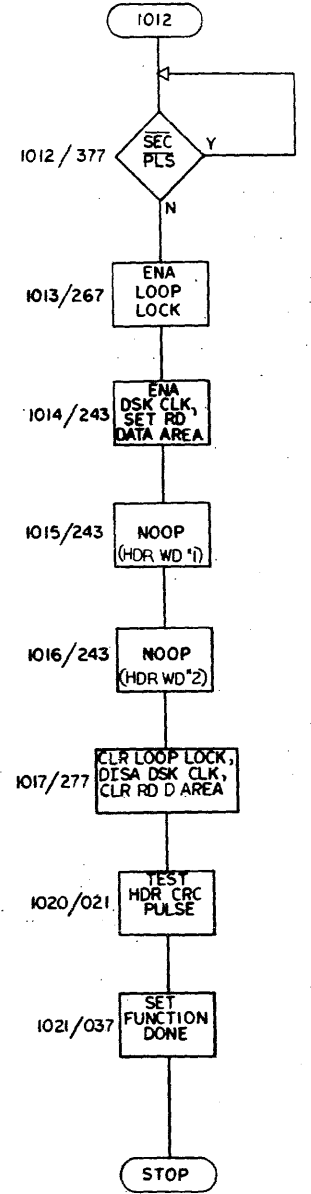 1012
1012/377
SEC
PLS
Y
N
1013/267
ENA
LOOP
LOCK
1014/243
ENA
DSK CLK,
SET RD
DATA AREA
1015/243
NOOP
(HDR WD #1)
1016/243
NOOP
(HDR WD #2)
1017/277
CLR LOOP LOCK,
DISA DSK CLK,
CLR RD D AREA
1020/021
TEST
HDR CRC
PULSE
1021/037
SET
FUNCTION
DONE
STOP